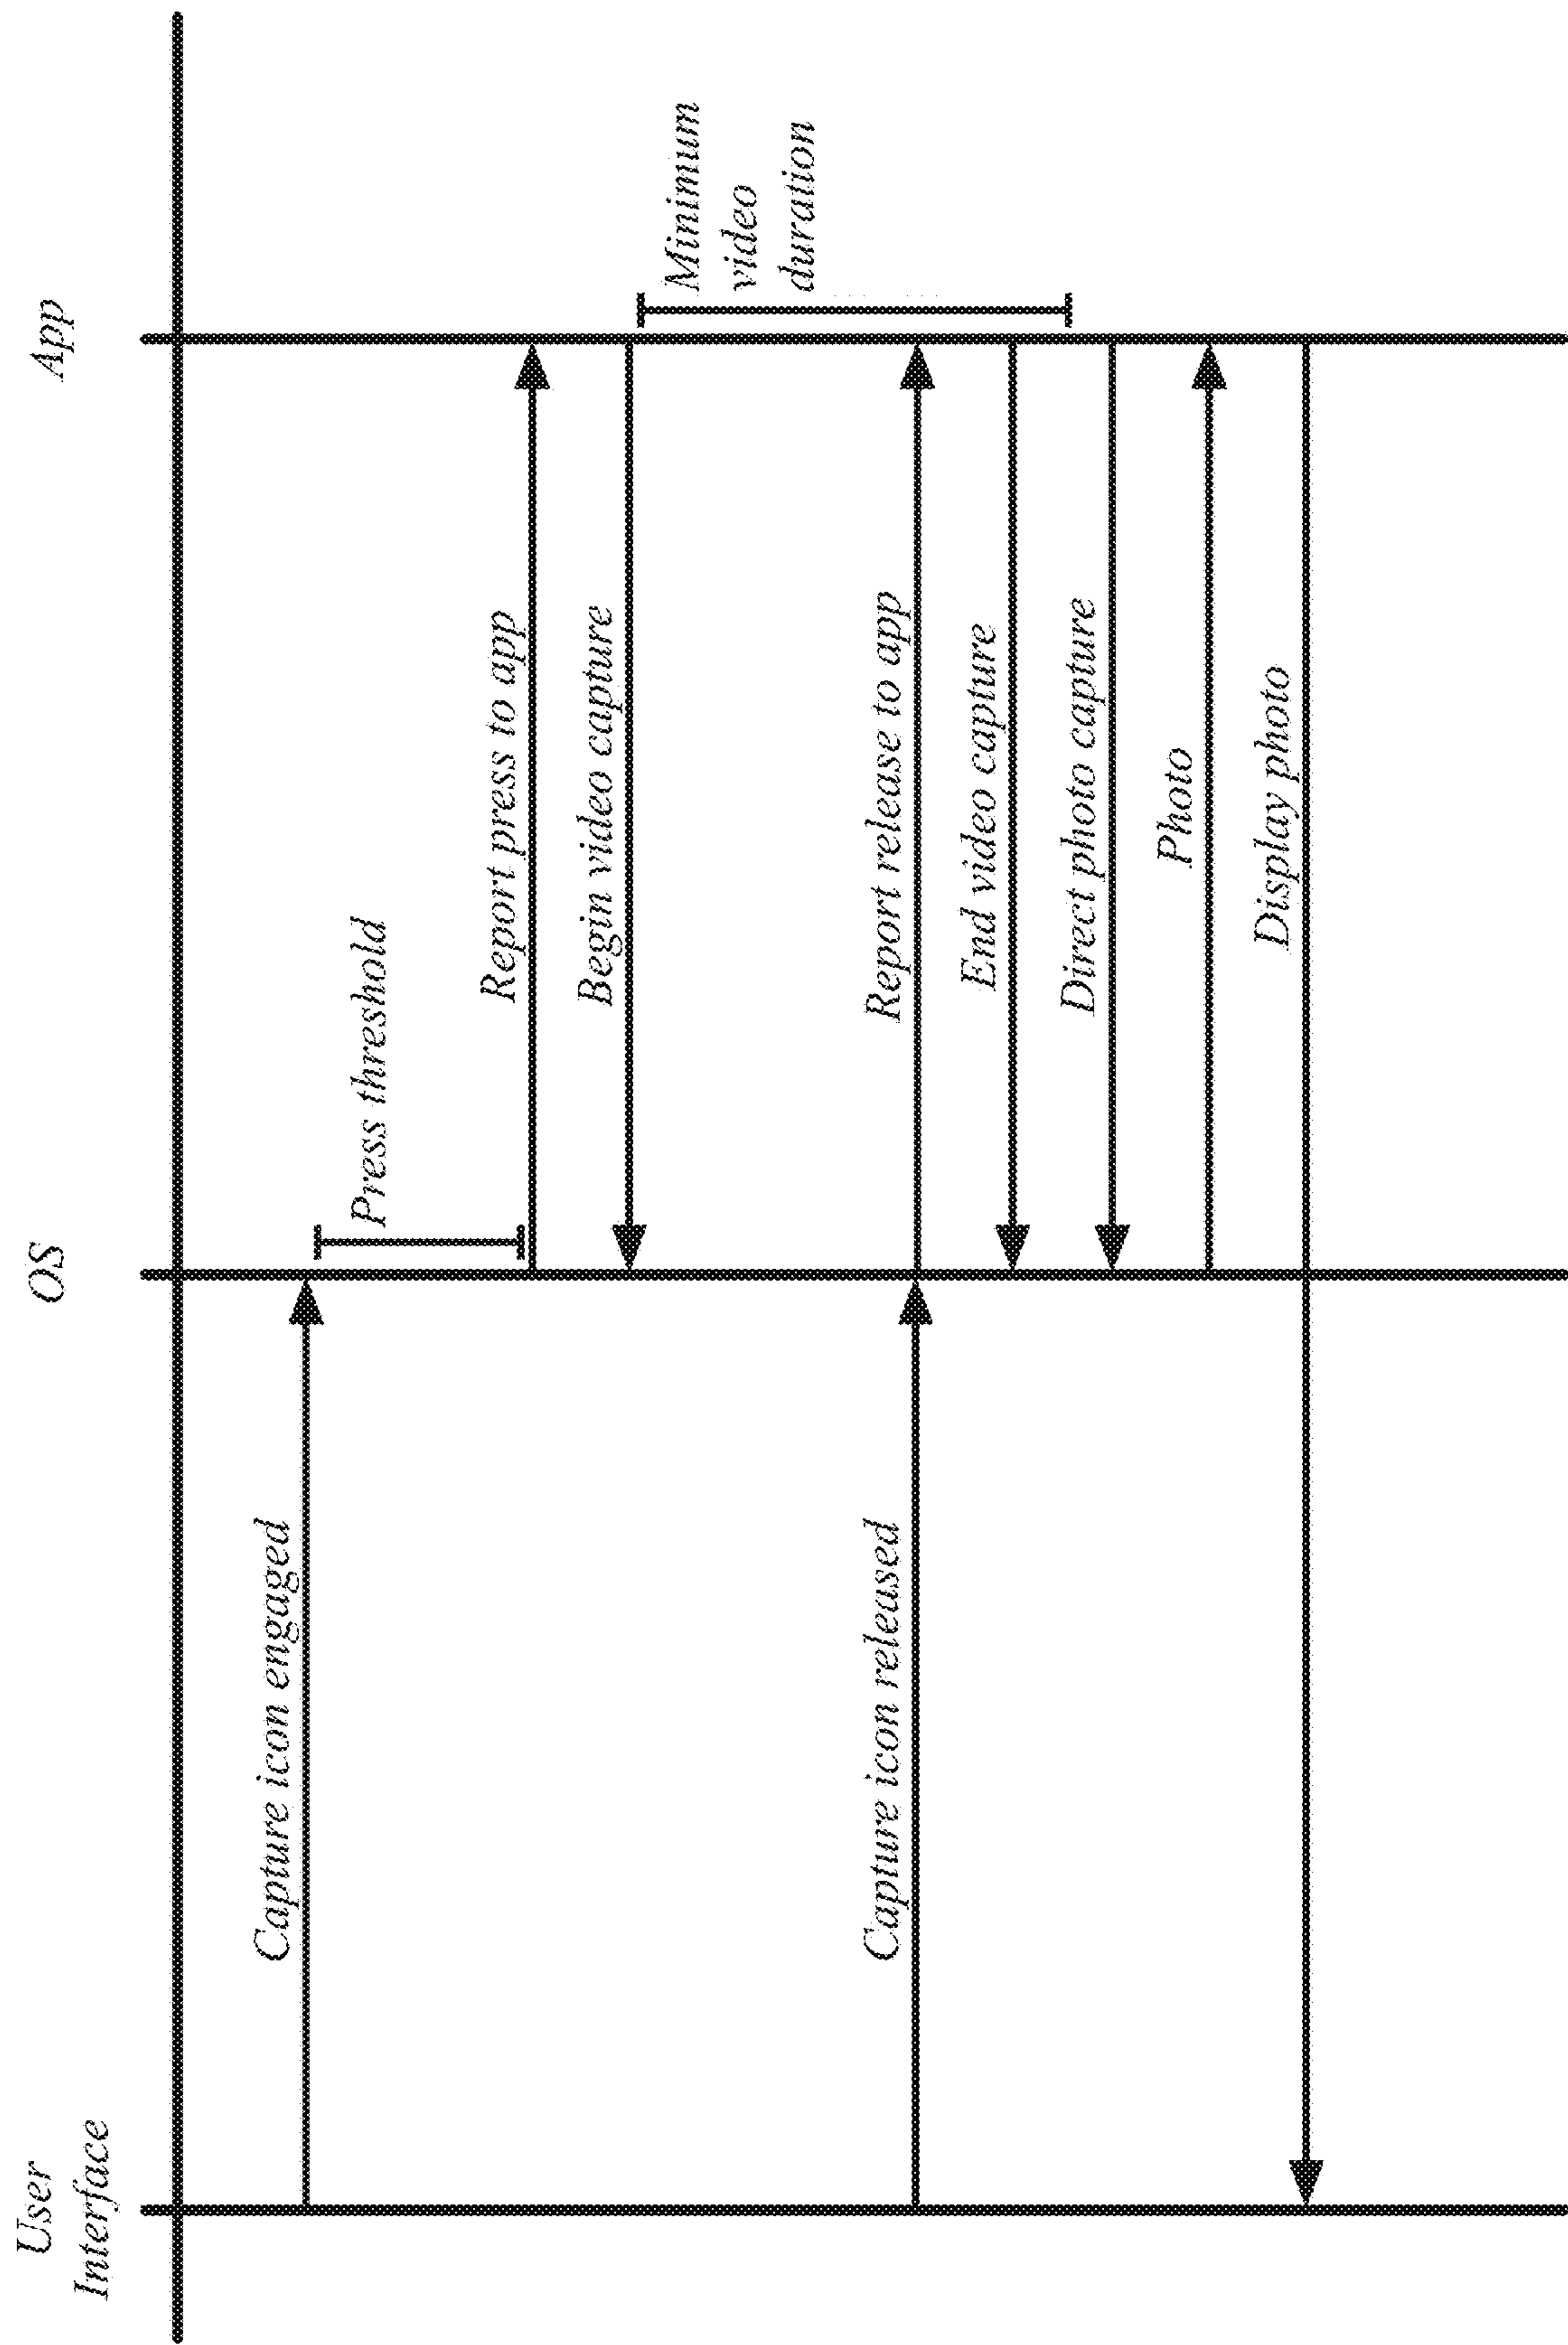 User
Interface
OS
App
Capture icon engaged
Press threshold
Report press to app
Begin video capture
Minimum
video
duration
Capture icon released
Report release to app
End video capture
Direct photo capture
Photo
Display photo